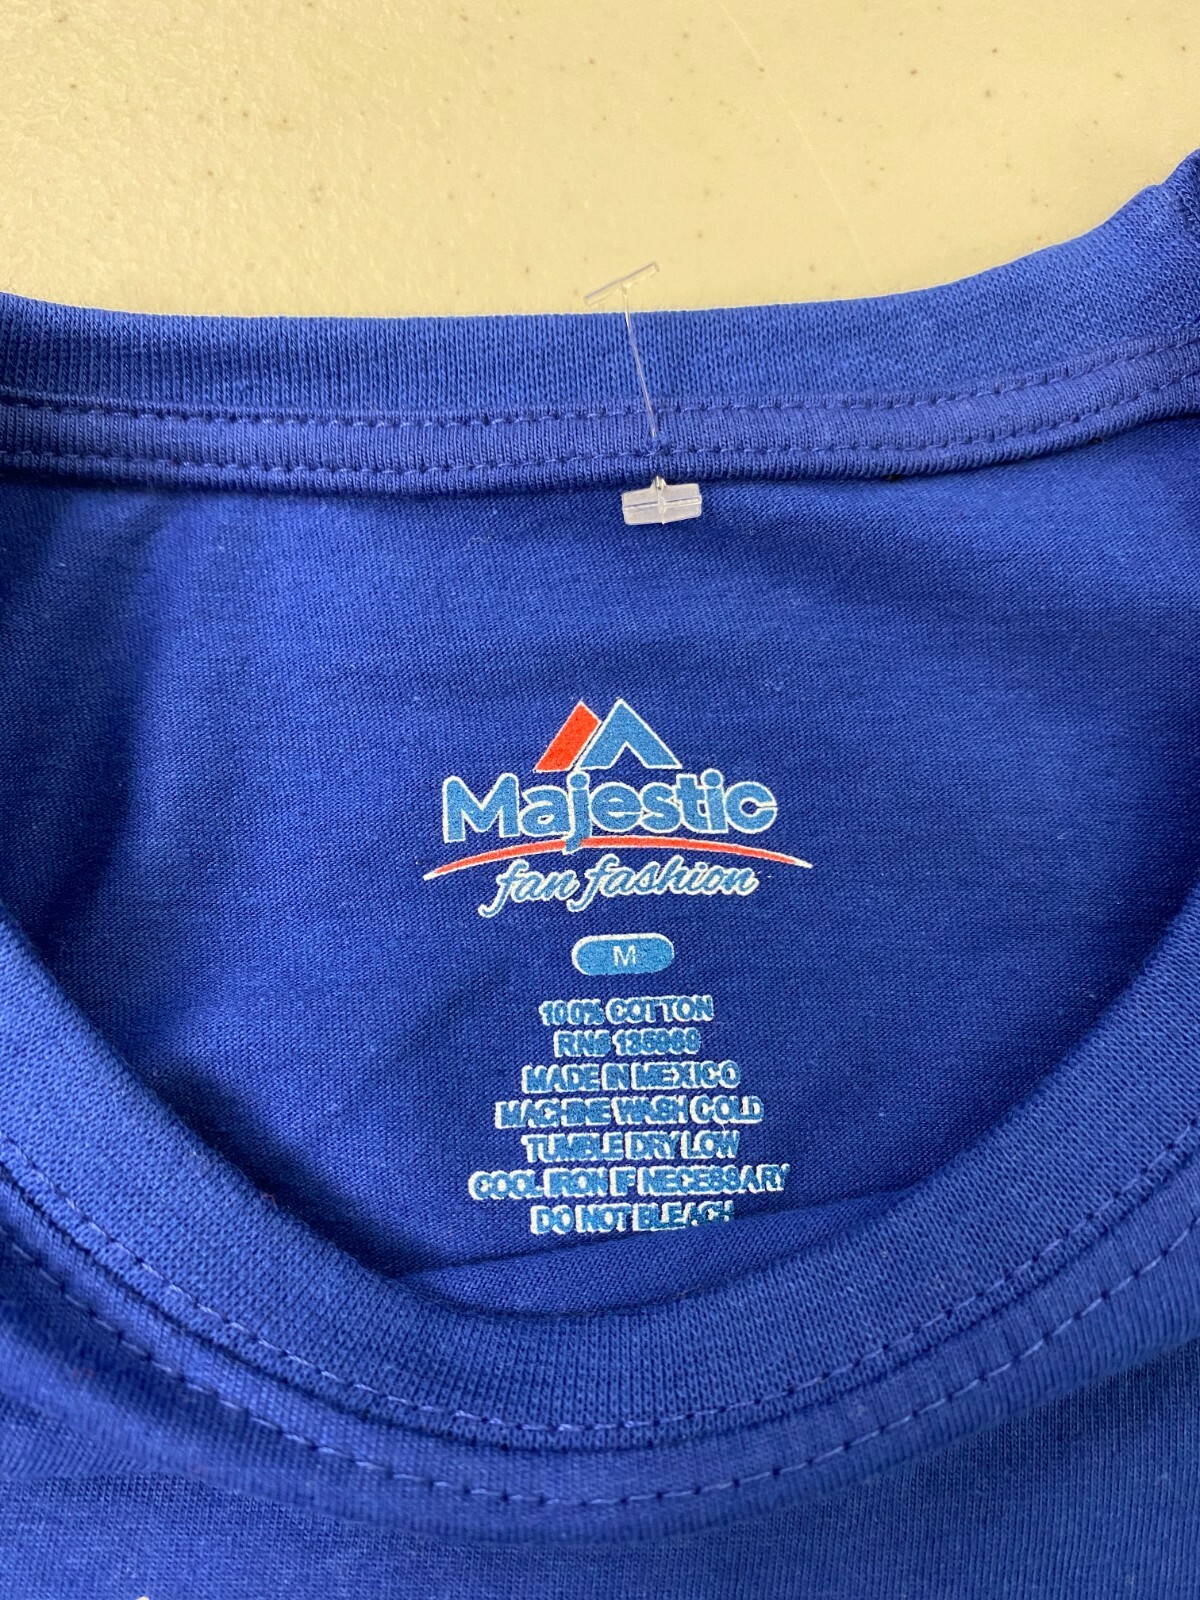 Majestic
fan fashion
M
100% COTTON
RN# 135969
MADE IN MEXICO
MACHINE WASH COLD
TUMBLE DRY LOW
COOL IRON IF NECESSARY
DO NOT BLEACH